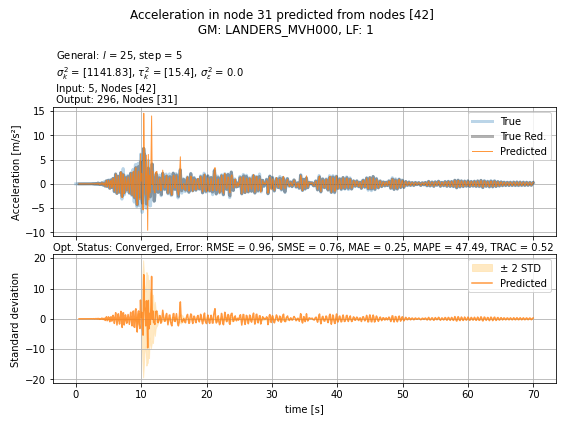 Acceleration in node 31 predicted from nodes [42]
GM: LANDERS_MVH000, LF: 1
General: l = 25, step = 5
σ²ₖ = [1141.83], τ²ₖ = [15.4], σ²_ε = 0.0
Input: 5, Nodes [42]
Output: 296, Nodes [31]
Acceleration [m/s²]
15
10
5
0
−5
−10
True
True Red.
Predicted
Opt. Status: Converged, Error: RMSE = 0.96, SMSE = 0.76, MAE = 0.25, MAPE = 47.49, TRAC = 0.52
Standard deviation
20
10
0
−10
−20
± 2 STD
Predicted
0 10 20 30 40 50 60 70
time [s]